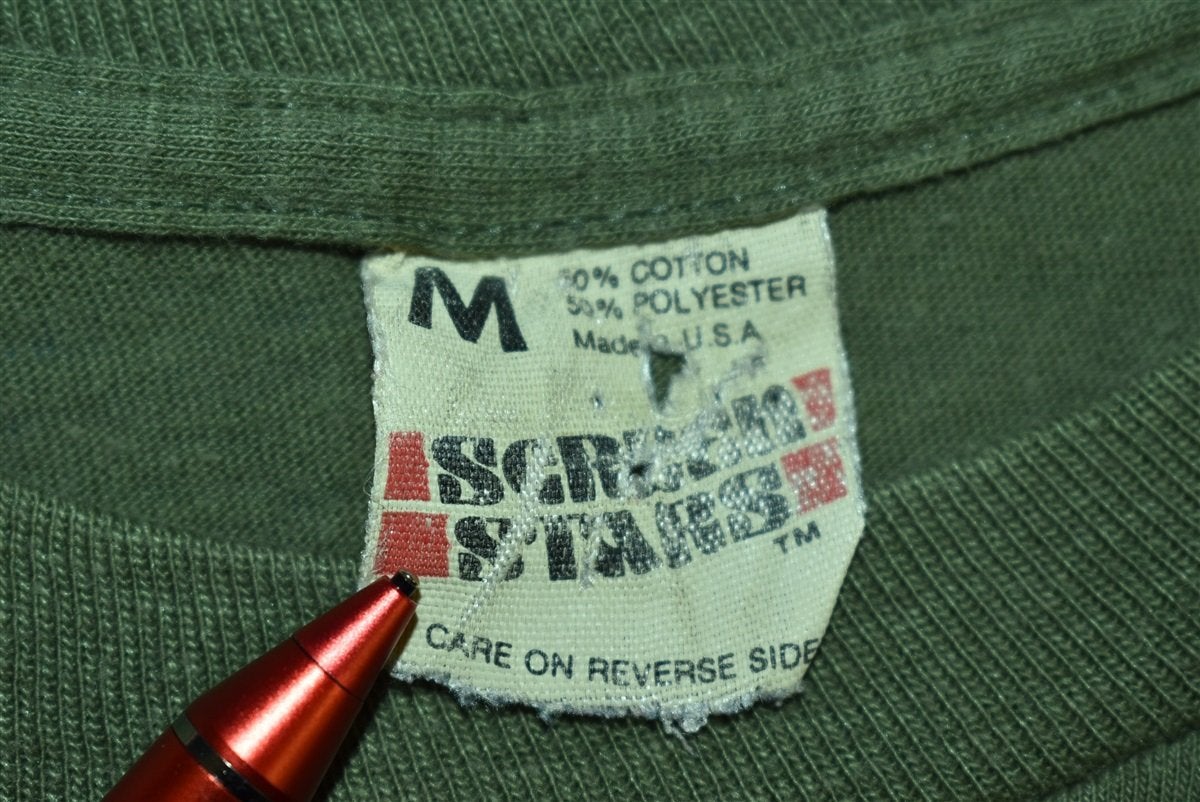 M
50% COTTON
50% POLYESTER
Made in U.S.A
SCREEN
STARS
TM
CARE ON REVERSE SIDE